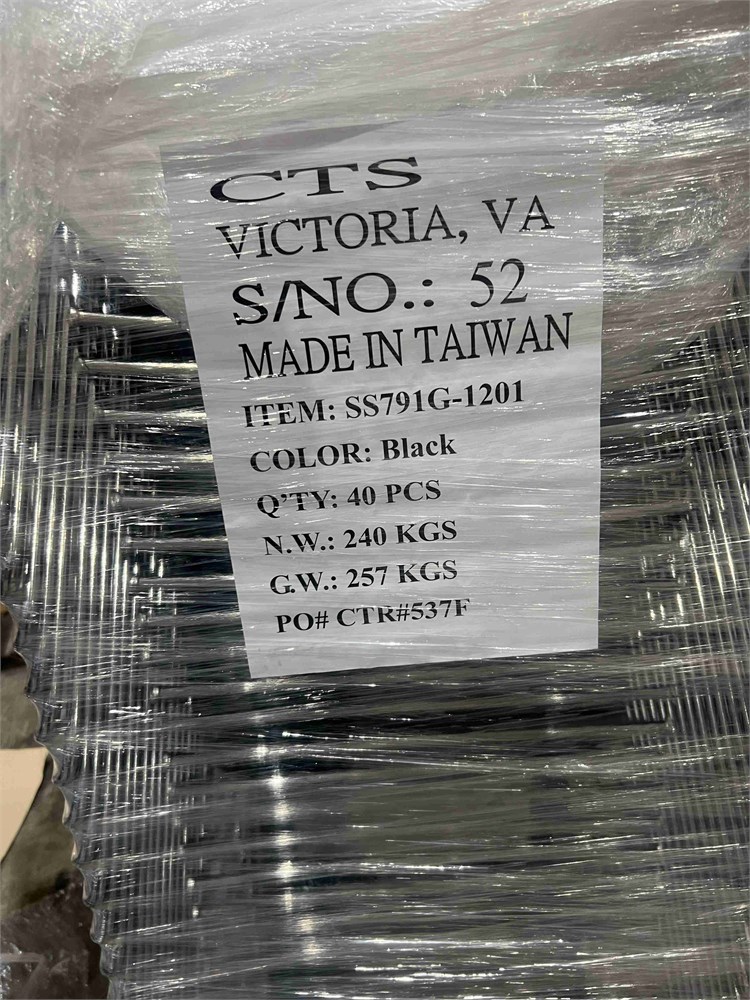 CTS
VICTORIA, VA
S/NO.: 52
MADE IN TAIWAN
ITEM: SS791G-1201
COLOR: Black
Q'TY: 40 PCS
N.W.: 240 KGS
G.W.: 257 KGS
PO# CTR#537F